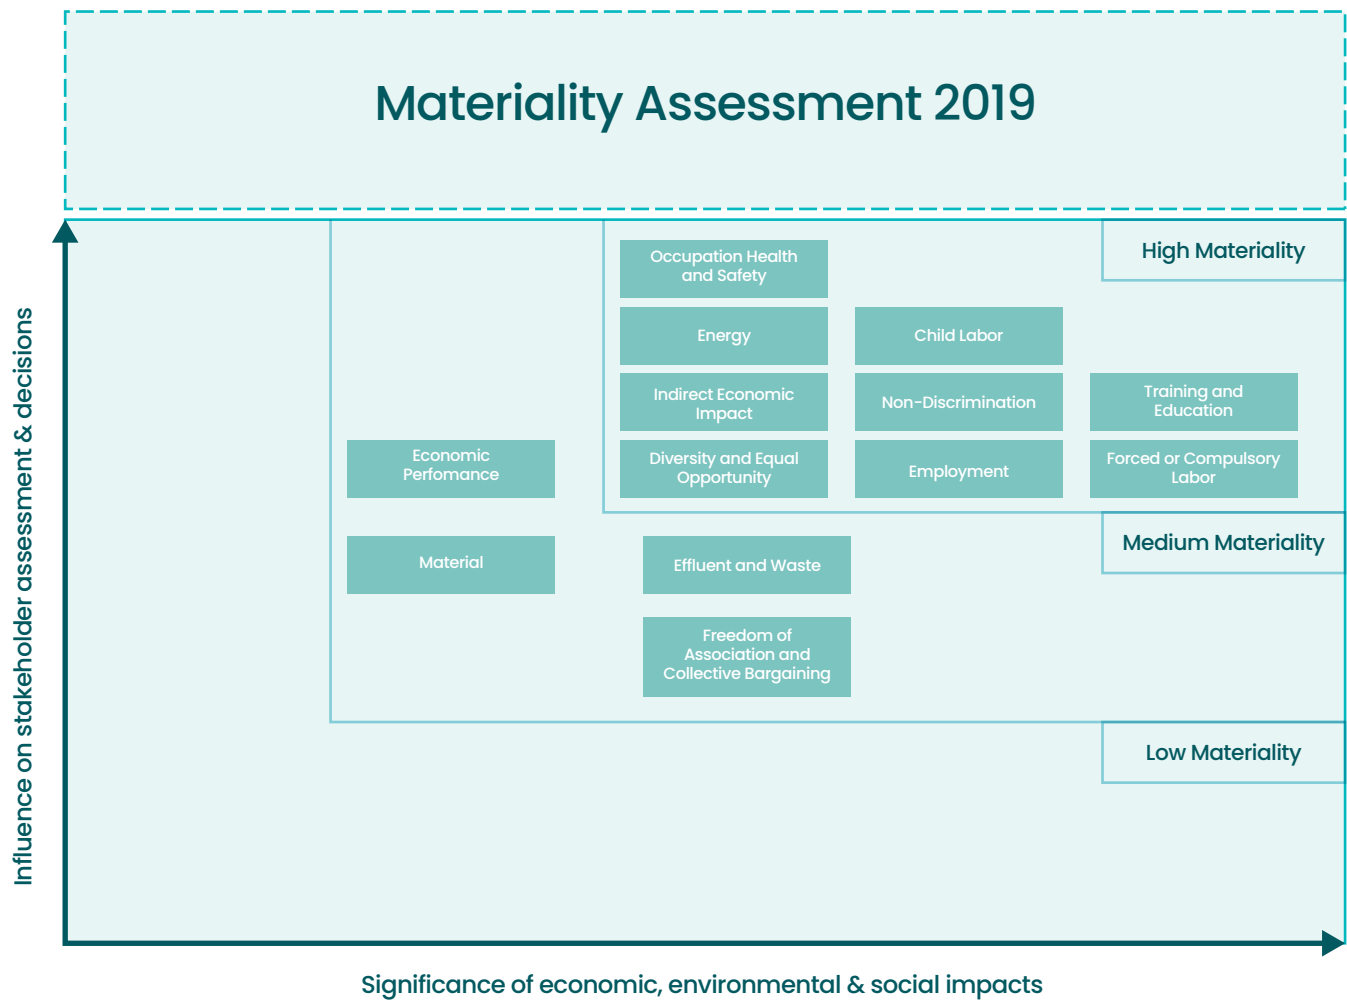 Materiality Assessment 2019
Influence on stakeholder assessment & decisions
High Materiality
Occupation Health
and Safety
Energy
Child Labor
Indirect Economic
Impact
Non-Discrimination
Training and
Education
Economic
Perfomance
Diversity and Equal
Opportunity
Employment
Forced or Compulsory
Labor
Medium Materiality
Material
Effluent and Waste
Freedom of
Association and
Collective Bargaining
Low Materiality
Significance of economic, environmental & social impacts